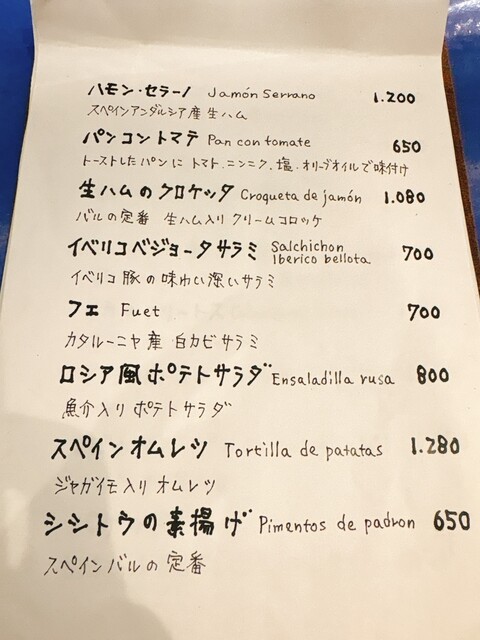 ハモン・セラーノ Jamón Serrano 1.200
スペインアンダルシア産 生ハム
パンコントマテ Pan con tomate 650
トーストしたパンに トマト.ニンニク.塩.オリーブオイルで味付け
生ハムのクロケッタ Croqueta de jamón 1.080
バルの定番 生ハム入り クリームコロッケ
イベリコベジョータサラミ Salchichon Iberico bellota 700
イベリコ豚の味わい深いサラミ
フエ Fuet 700
カタルーニャ産 白カビサラミ
ロシア風ポテトサラダ Ensaladilla rusa 800
魚介入り ポテトサラダ
スペインオムレツ Tortilla de patatas 1.280
ジャガイモ入り オムレツ
シシトウの素揚げ Pimentos de padron 650
スペインバルの定番